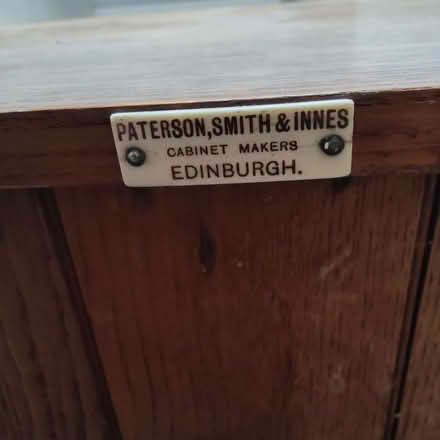 PATERSON, SMITH & INNES
CABINET MAKERS
EDINBURGH.